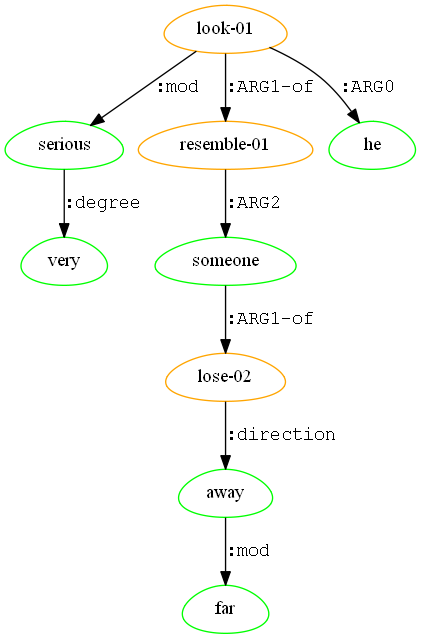 look-01
:mod :ARG1-of :ARG0
serious resemble-01 he
:degree :ARG2
very someone
:ARG1-of
lose-02
:direction
away
:mod
far